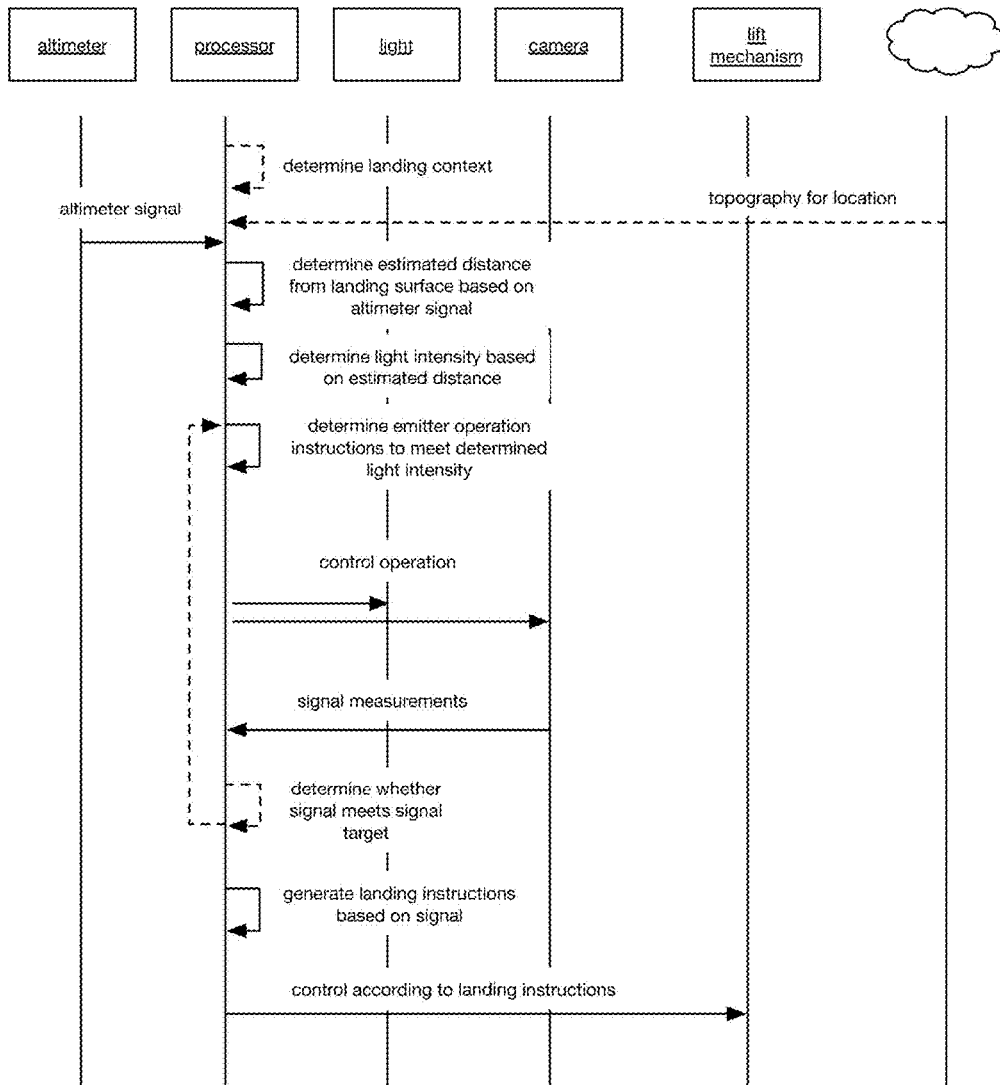 altimeter
processor
light
camera
lift
mechanism
determine landing context
topography for location
altimeter signal
determine estimated distance
from landing surface based on
altimeter signal
determine light intensity based
on estimated distance
determine emitter operation
instructions to meet determined
light intensity
control operation
signal measurements
determine whether
signal meets signal
target
generate landing instructions
based on signal
control according to landing instructions